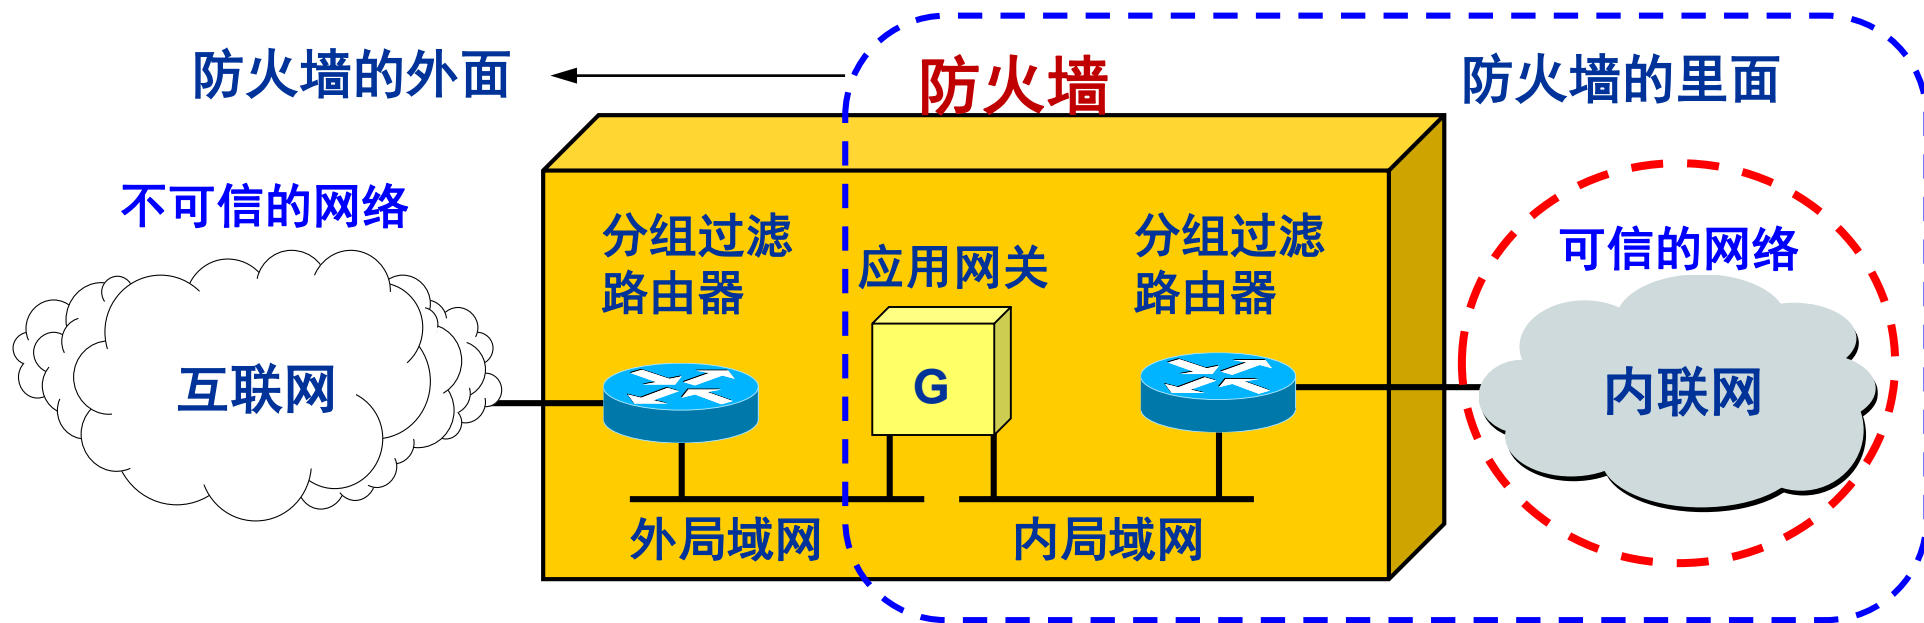 防火墙的外面
防火墙
防火墙的里面
不可信的网络
分组过滤
路由器
应用网关
分组过滤
路由器
可信的网络
互联网
G
内联网
外局域网
内局域网